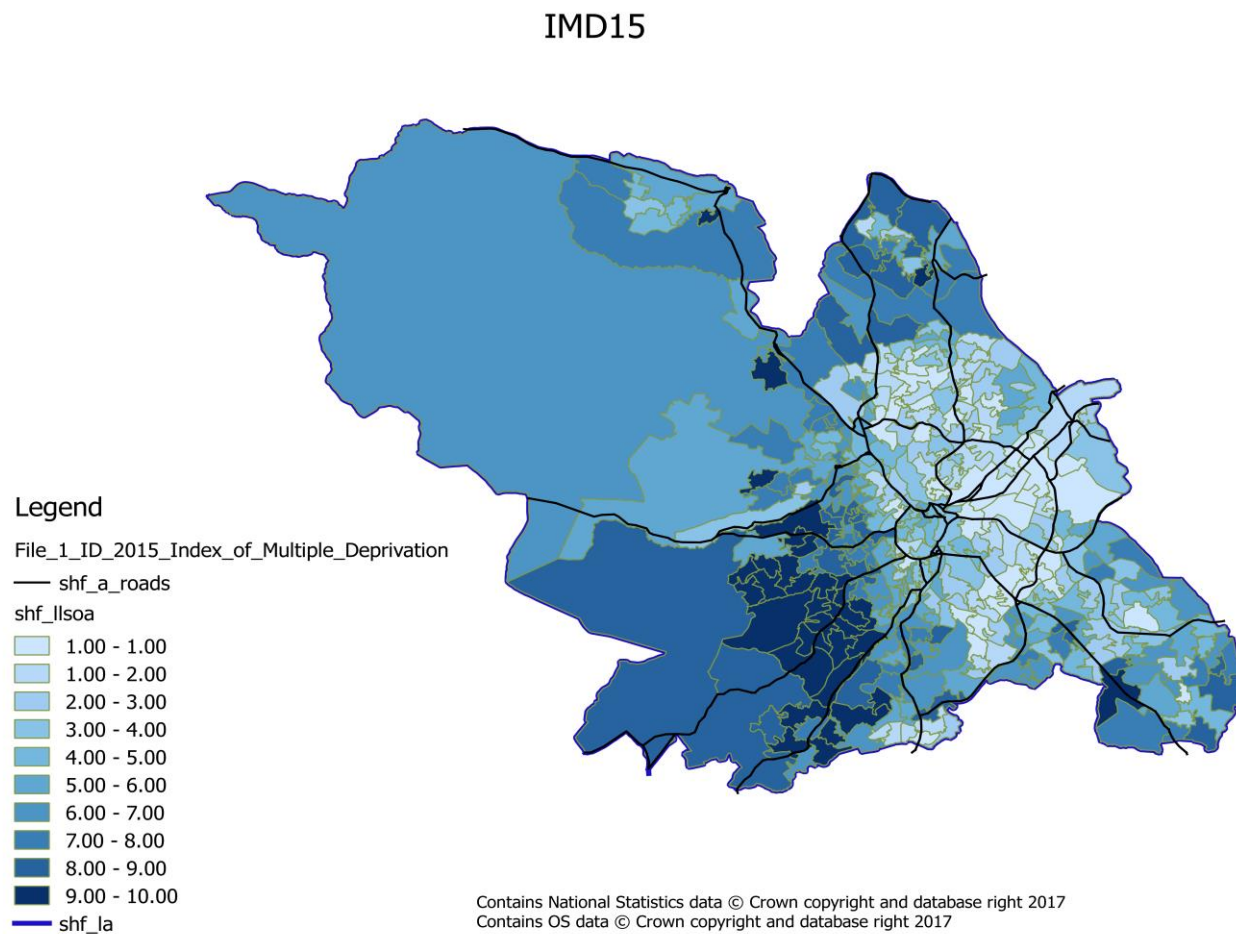 IMD15
Legend
File_1_ID_2015_Index_of_Multiple_Deprivation
shf_a_roads
shf_llsoa
1.00 - 1.00
1.00 - 2.00
2.00 - 3.00
3.00 - 4.00
4.00 - 5.00
5.00 - 6.00
6.00 - 7.00
7.00 - 8.00
8.00 - 9.00
9.00 - 10.00
shf_la
Contains National Statistics data © Crown copyright and database right 2017
Contains OS data © Crown copyright and database right 2017